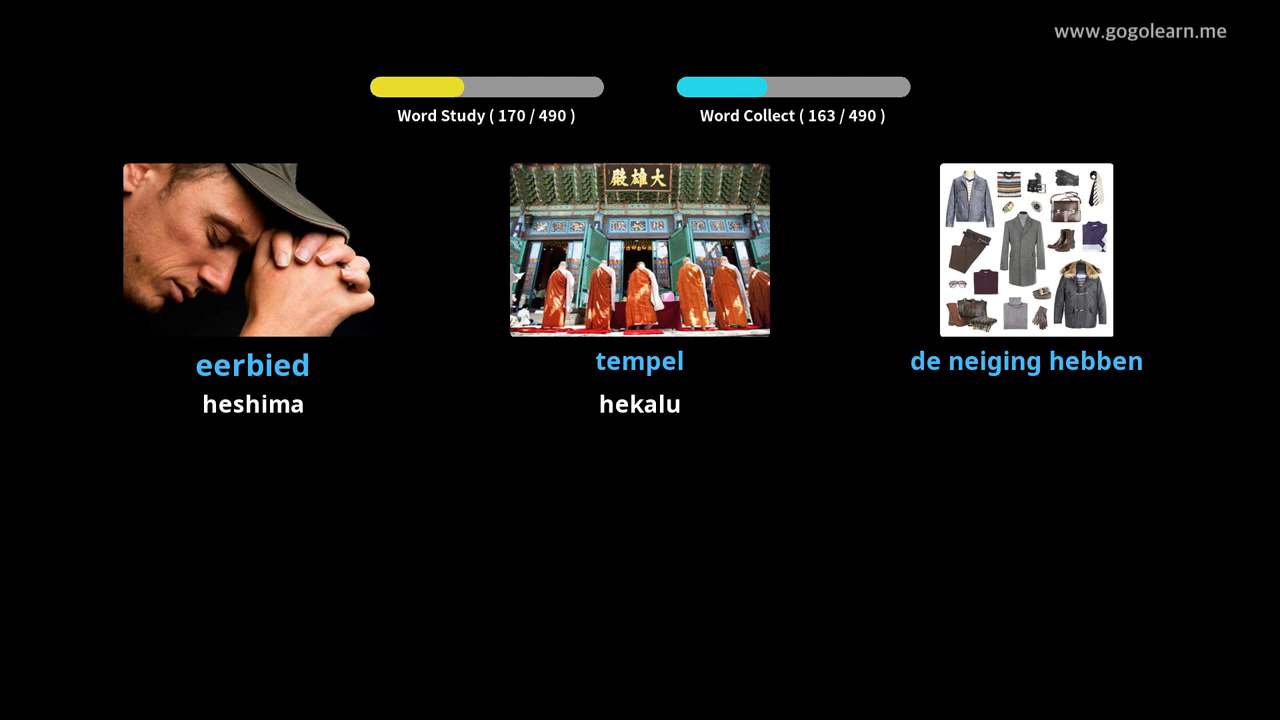 www.gogolearn.me
Word Study ( 170 / 490 )
Word Collect ( 163 / 490 )
殿雄大
eerbied
tempel
de neiging hebben
heshima
hekalu